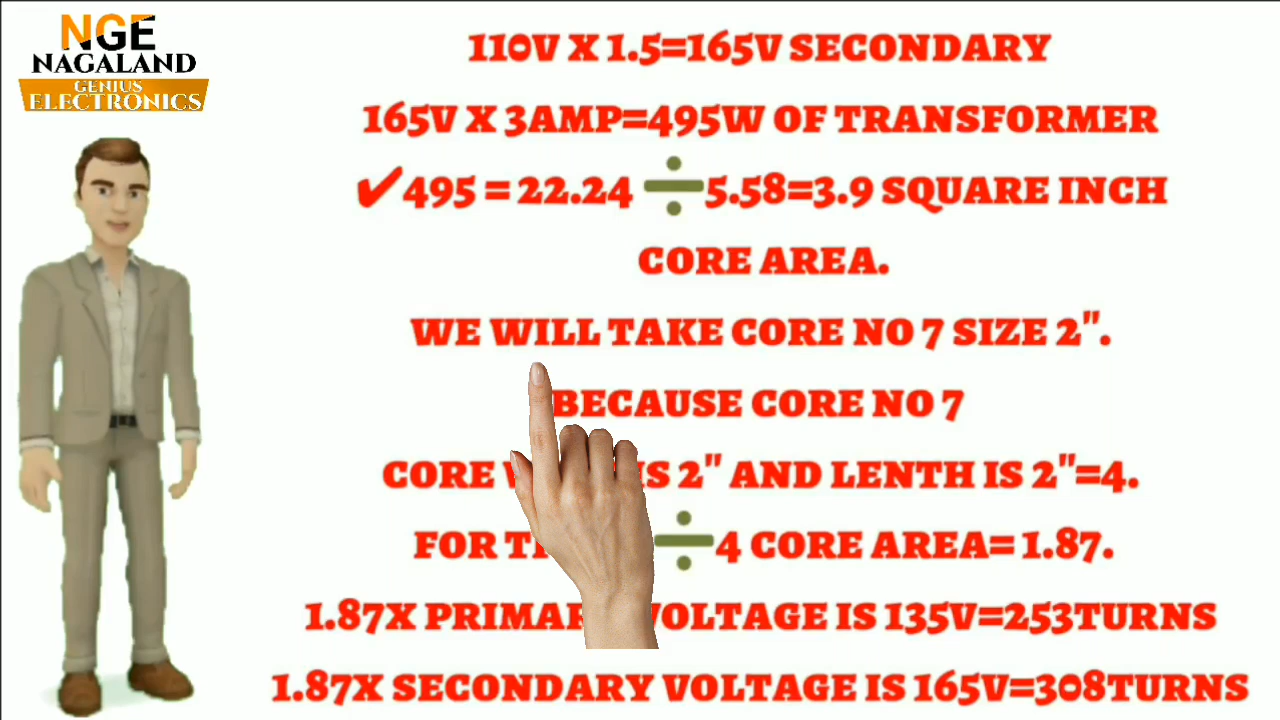 NGE
NAGALAND
GENIUS
ELECTRONICS
110V X 1.5=165V SECONDARY
165V X 3AMP=495W OF TRANSFORMER
✔495 = 22.24 ÷5.58=3.9 SQUARE INCH
CORE AREA.
WE WILL TAKE CORE NO 7 SIZE 2".
BECAUSE CORE NO 7
CORE IS 2" AND LENTH IS 2"=4.
FOR ÷4 CORE AREA= 1.87.
1.87X PRIMARY VOLTAGE IS 135V=253TURNS
1.87X SECONDARY VOLTAGE IS 165V=308TURNS